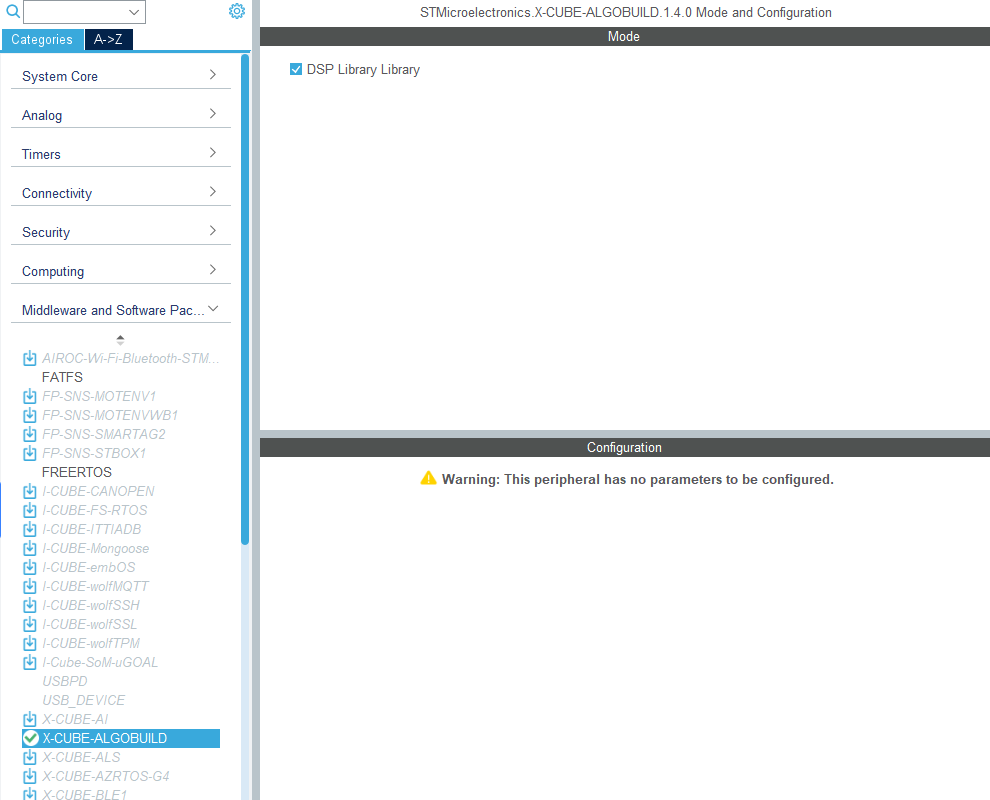 Categories
A->Z
System Core
Analog
Timers
Connectivity
Security
Computing
Middleware and Software Pac...
AIROC-Wi-Fi-Bluetooth-STM...
FATFS
FP-SNS-MOTENV1
FP-SNS-MOTENVWB1
FP-SNS-SMARTAG2
FP-SNS-STBOX1
FREERTOS
I-CUBE-CANOPEN
I-CUBE-FS-RTOS
I-CUBE-ITTIADB
I-CUBE-Mongoose
I-CUBE-embOS
I-CUBE-wolfMQTT
I-CUBE-wolfSSH
I-CUBE-wolfSSL
I-CUBE-wolfTPM
I-Cube-SoM-uGOAL
USBPD
USB_DEVICE
X-CUBE-AI
X-CUBE-ALGOBUILD
X-CUBE-ALS
X-CUBE-AZRTOS-G4
X-CUBE-BLE1
STMicroelectronics.X-CUBE-ALGOBUILD.1.4.0 Mode and Configuration
Mode
DSP Library Library
Configuration
Warning: This peripheral has no parameters to be configured.